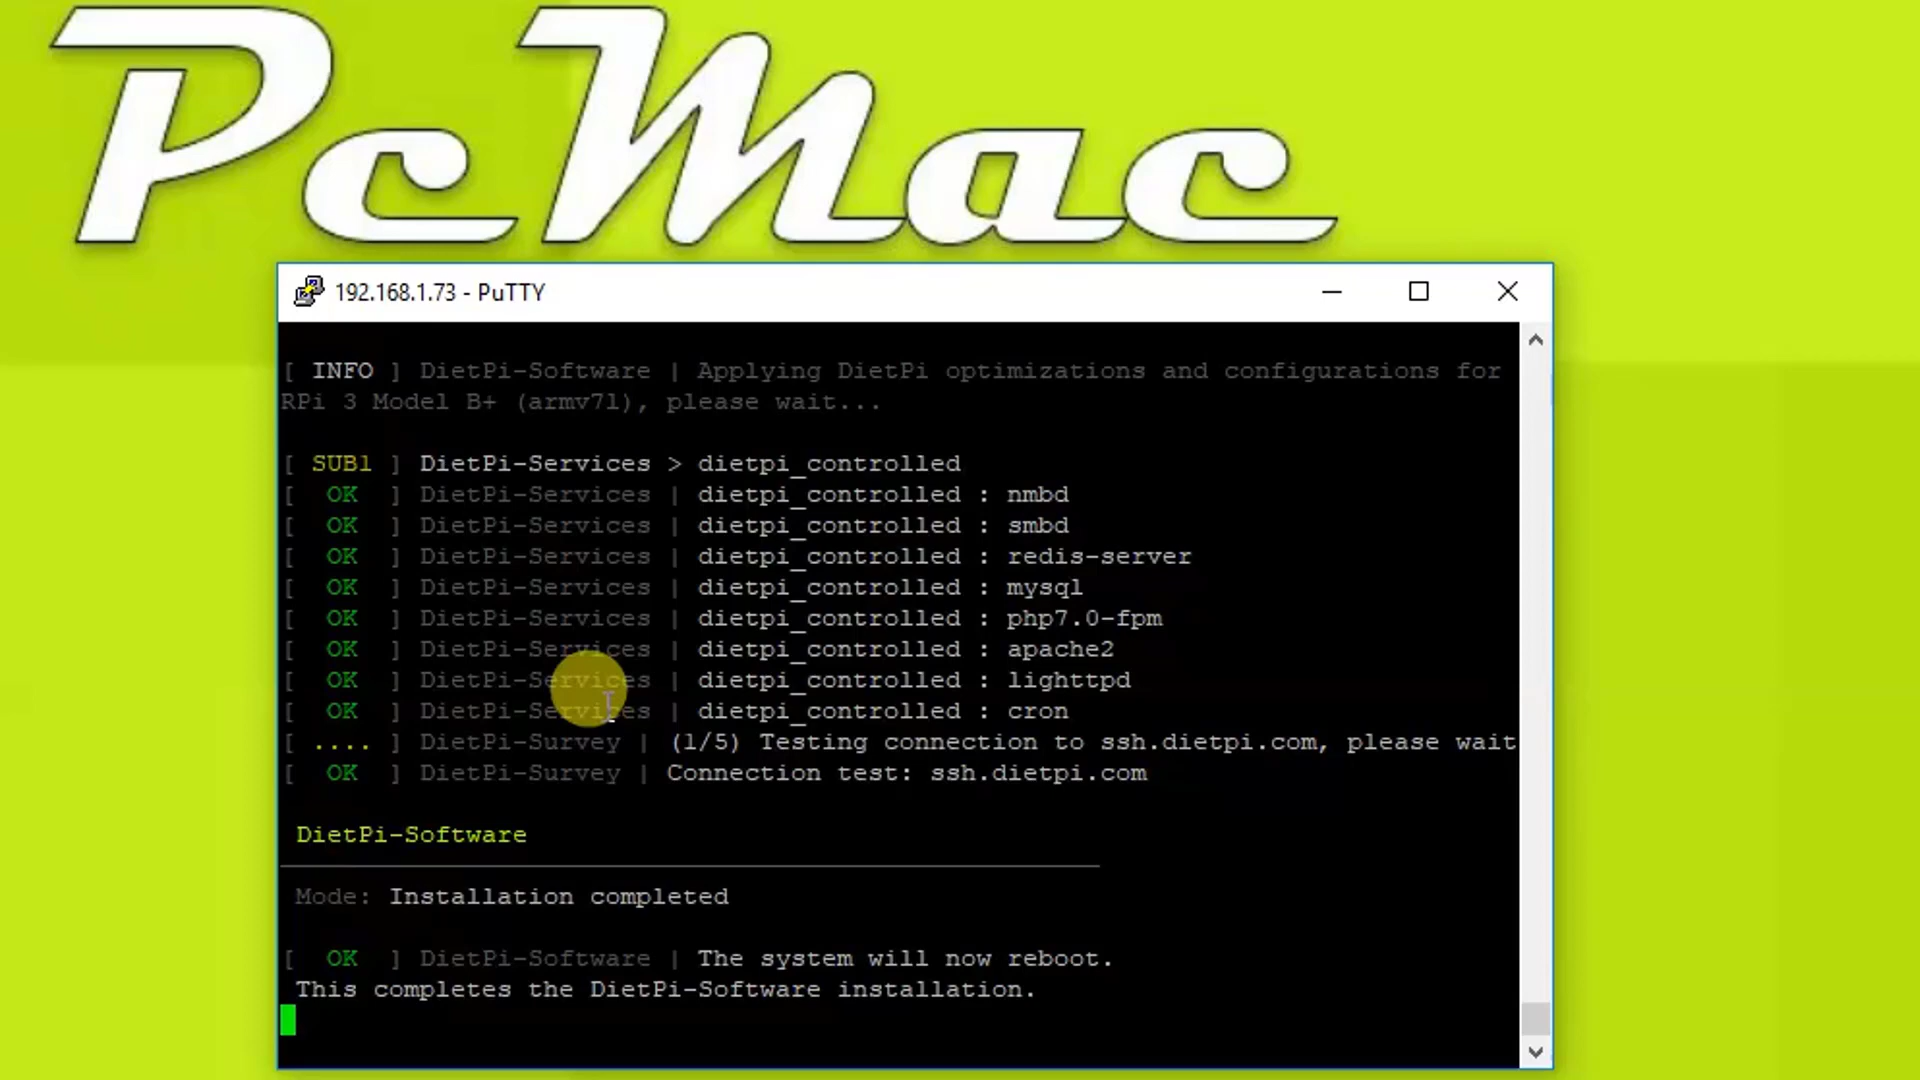 PcMac
192.168.1.73 - PuTTY
[ INFO ] DietPi-Software | Applying DietPi optimizations and configurations for
RPi 3 Model B+ (armv7l), please wait...
[ SUB1 ] DietPi-Services > dietpi_controlled
[  OK  ] DietPi-Services | dietpi_controlled : nmbd
[  OK  ] DietPi-Services | dietpi_controlled : smbd
[  OK  ] DietPi-Services | dietpi_controlled : redis-server
[  OK  ] DietPi-Services | dietpi_controlled : mysql
[  OK  ] DietPi-Services | dietpi_controlled : php7.0-fpm
[  OK  ] DietPi-Services | dietpi_controlled : apache2
[  OK  ] DietPi-Services | dietpi_controlled : lighttpd
[  OK  ] DietPi-Services | dietpi_controlled : cron
[ .... ] DietPi-Survey | (1/5) Testing connection to ssh.dietpi.com, please wait
[  OK  ] DietPi-Survey | Connection test: ssh.dietpi.com
DietPi-Software
Mode: Installation completed
[  OK  ] DietPi-Software | The system will now reboot.
This completes the DietPi-Software installation.